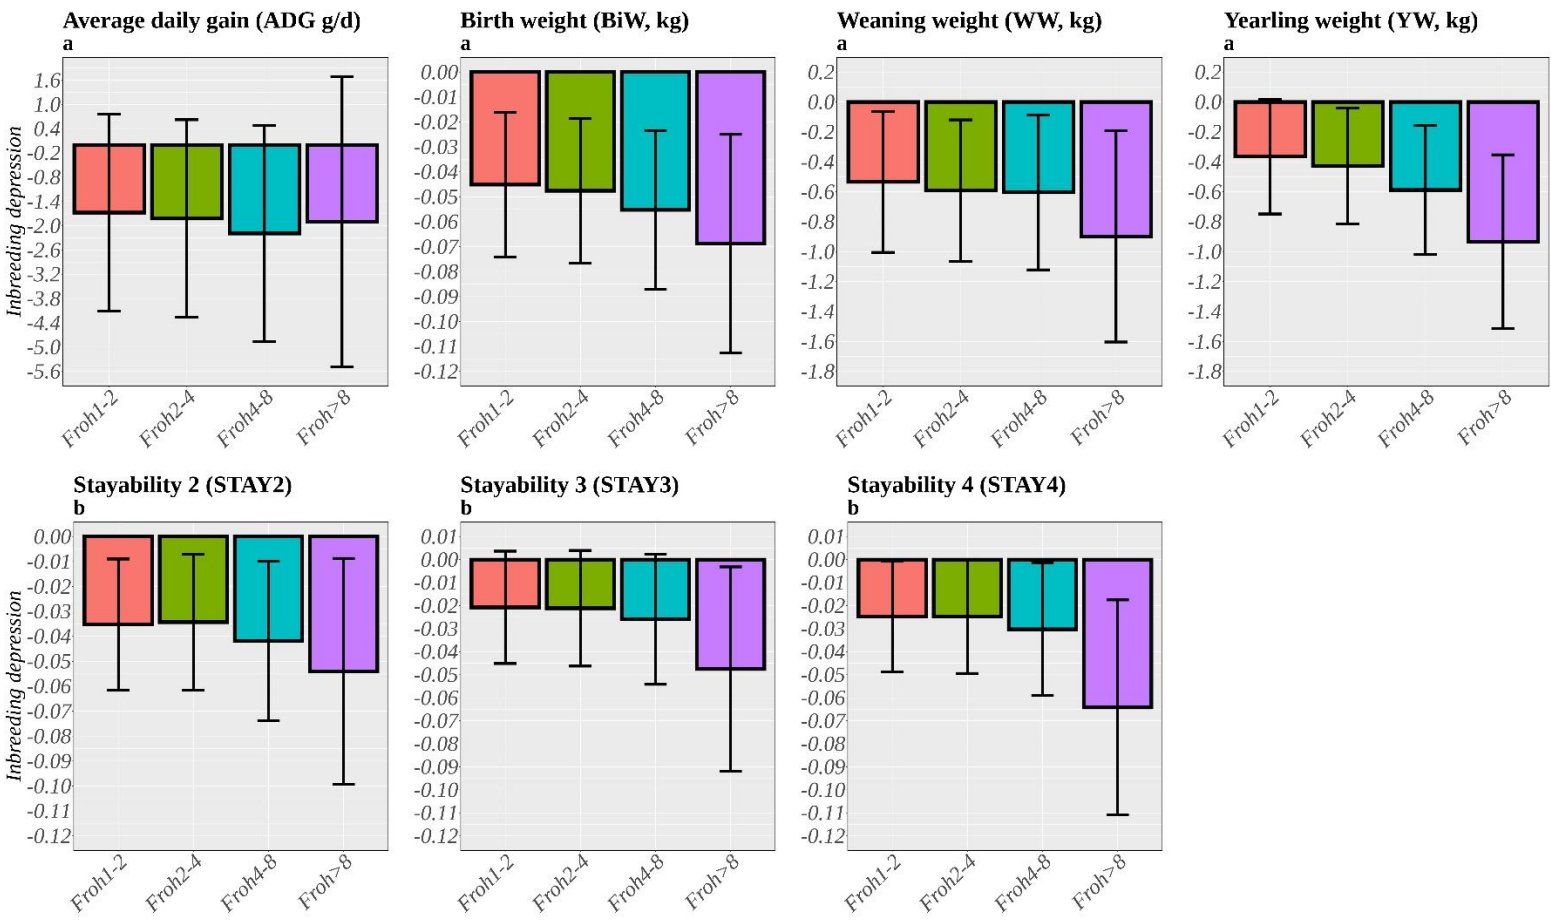 Average daily gain (ADG g/d)
a
Inbreeding depression
1.6
1.0
0.4
-0.2
-0.8
-1.4
-2.0
-2.6
-3.2
-3.8
-4.4
-5.0
-5.6
Froh1-2
Froh2-4
Froh4-8
Froh>8
Birth weight (BiW, kg)
a
0.00
-0.01
-0.02
-0.03
-0.04
-0.05
-0.06
-0.07
-0.08
-0.09
-0.10
-0.11
-0.12
Froh1-2
Froh2-4
Froh4-8
Froh>8
Weaning weight (WW, kg)
a
0.2
0.0
-0.2
-0.4
-0.6
-0.8
-1.0
-1.2
-1.4
-1.6
-1.8
Froh1-2
Froh2-4
Froh4-8
Froh>8
Yearling weight (YW, kg)
a
0.2
0.0
-0.2
-0.4
-0.6
-0.8
-1.0
-1.2
-1.4
-1.6
-1.8
Froh1-2
Froh2-4
Froh4-8
Froh>8
Stayability 2 (STAY2)
b
Inbreeding depression
0.00
-0.01
-0.02
-0.03
-0.04
-0.05
-0.06
-0.07
-0.08
-0.09
-0.10
-0.11
-0.12
Froh1-2
Froh2-4
Froh4-8
Froh>8
Stayability 3 (STAY3)
b
0.01
0.00
-0.01
-0.02
-0.03
-0.04
-0.05
-0.06
-0.07
-0.08
-0.09
-0.10
-0.11
-0.12
Froh1-2
Froh2-4
Froh4-8
Froh>8
Stayability 4 (STAY4)
b
0.01
0.00
-0.01
-0.02
-0.03
-0.04
-0.05
-0.06
-0.07
-0.08
-0.09
-0.10
-0.11
-0.12
Froh1-2
Froh2-4
Froh4-8
Froh>8